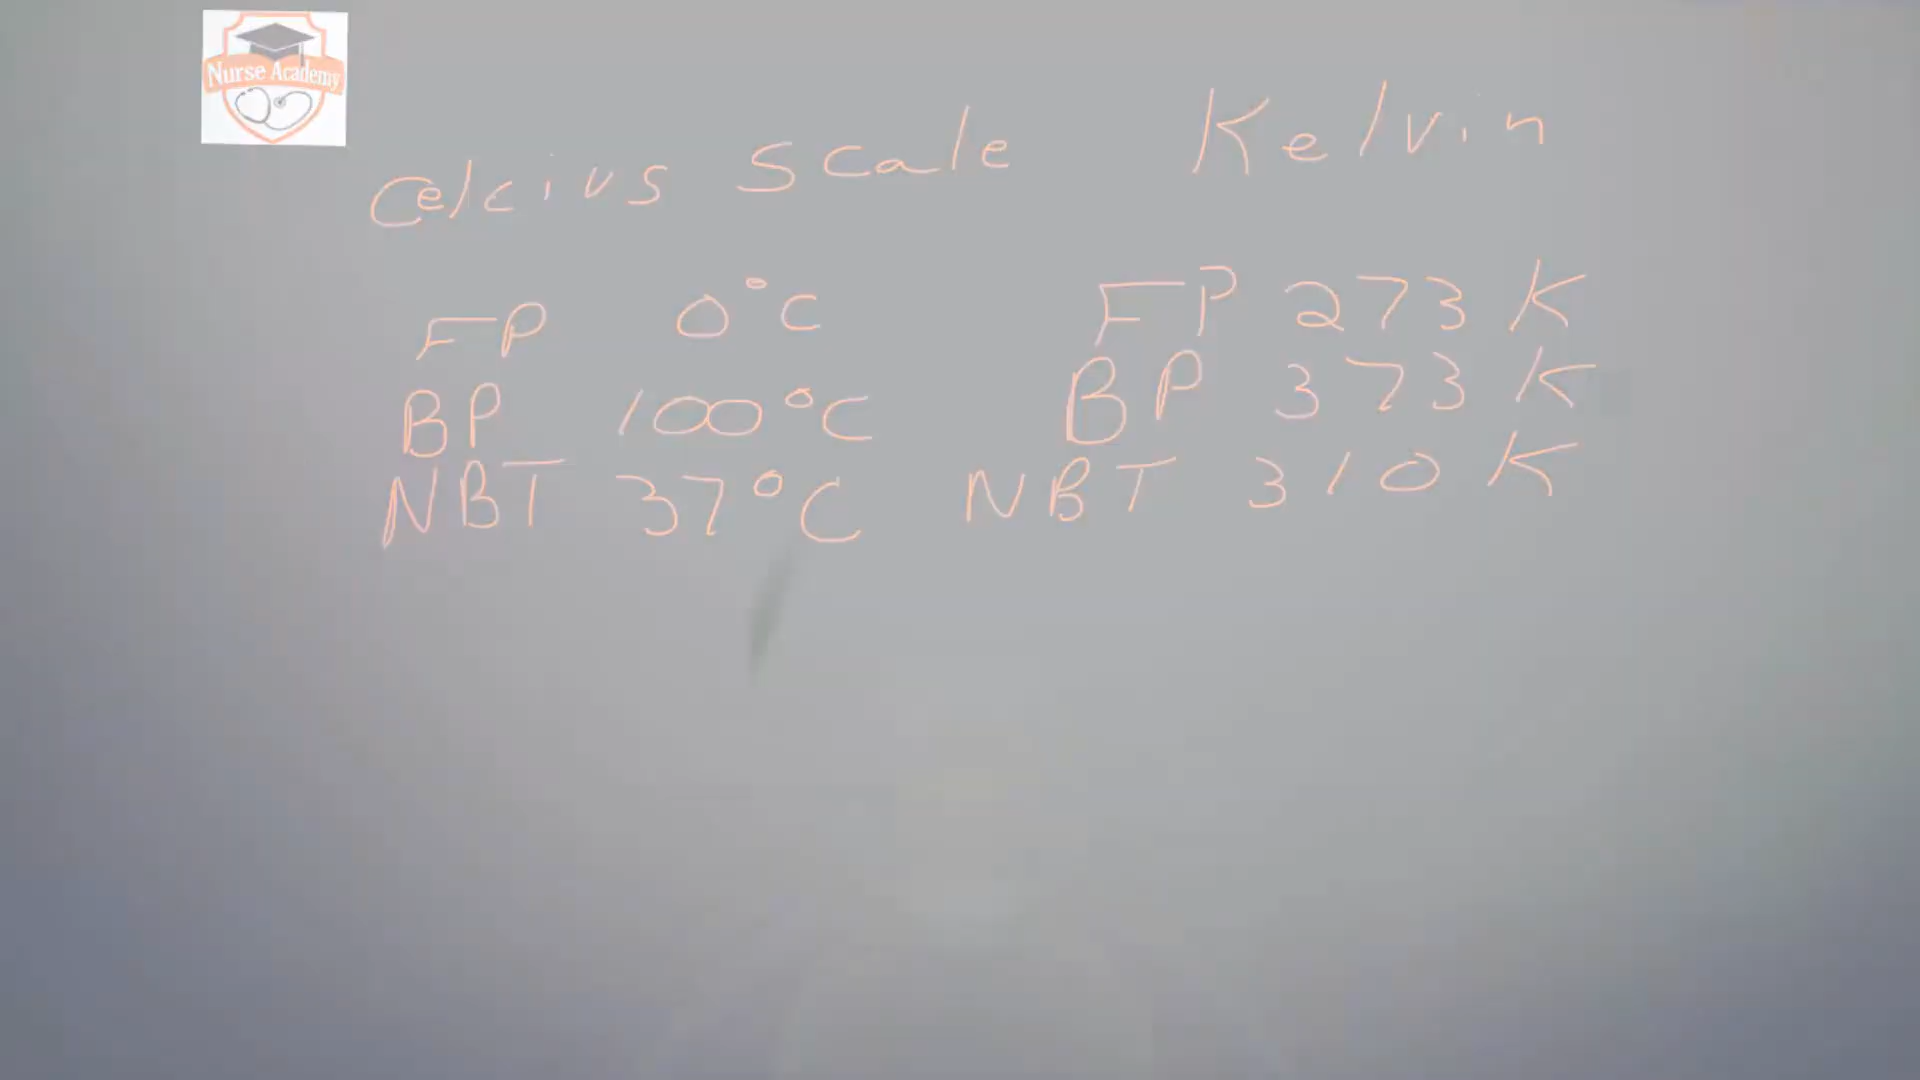 Nurse Academy
Celcius Scale Kelvin
FP 0°C FP 273 K
BP 100°C BP 373 K
NBT 37°C NBT 310 K